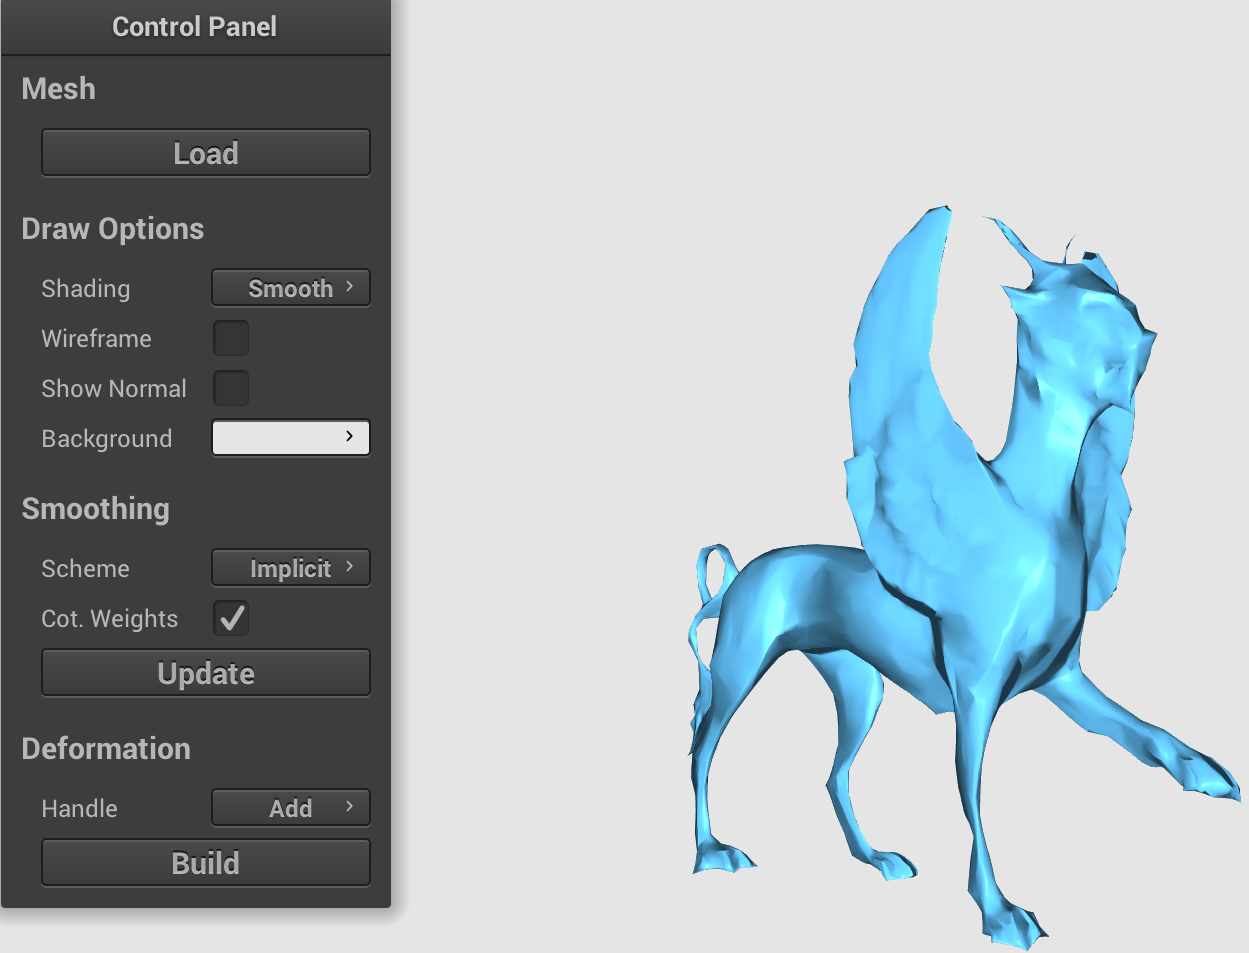 Control Panel
Mesh
Load
Draw Options
Shading Smooth
Wireframe
Show Normal
Background
Smoothing
Scheme Implicit
Cot. Weights
Update
Deformation
Handle Add
Build